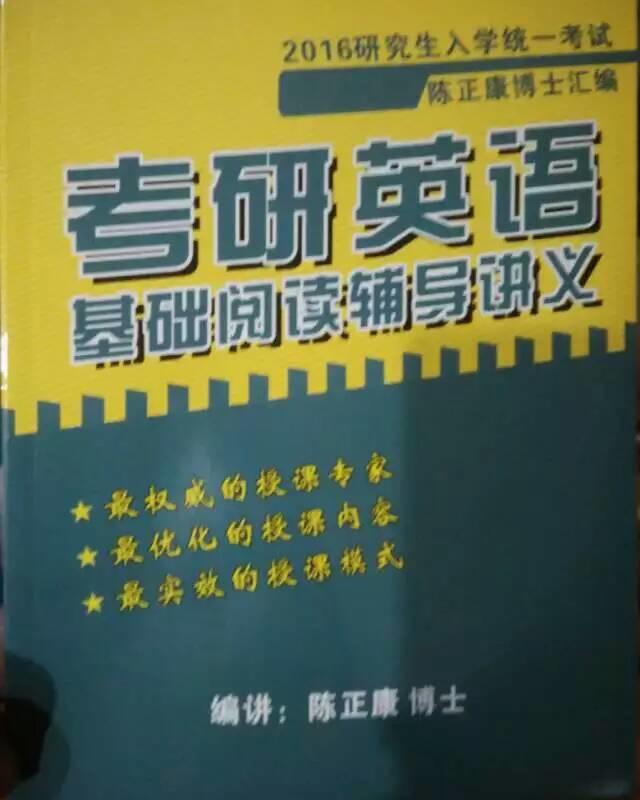 2016研究生入学统一考试
陈正康博士汇编
考研英语
基础阅读辅导讲义
★最权威的授课专家
★最优化的授课内容
★最实效的授课模式
编讲：陈正康 博士